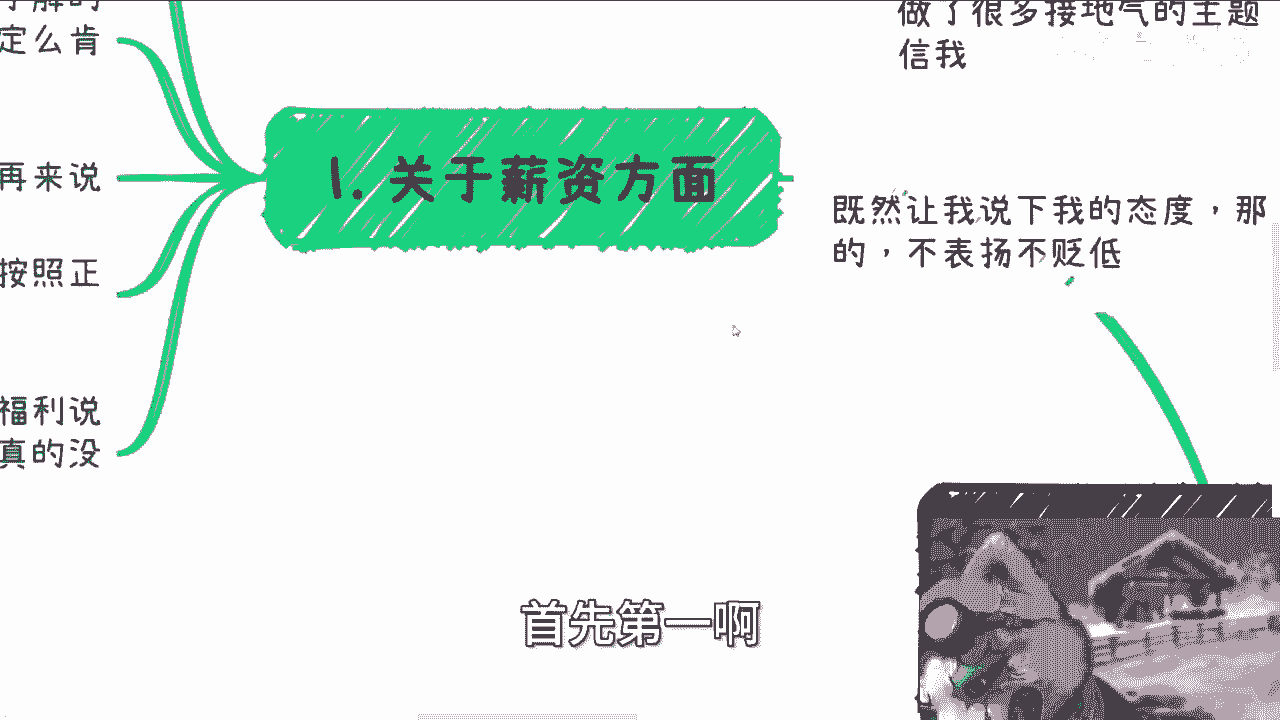 了解的
定么肯
再来说
按照正
福利说
真的没
1. 关于薪资方面
做了很多接地气的主题
信我
既然让我说下我的态度，那
的，不表扬不贬低
首先第一啊